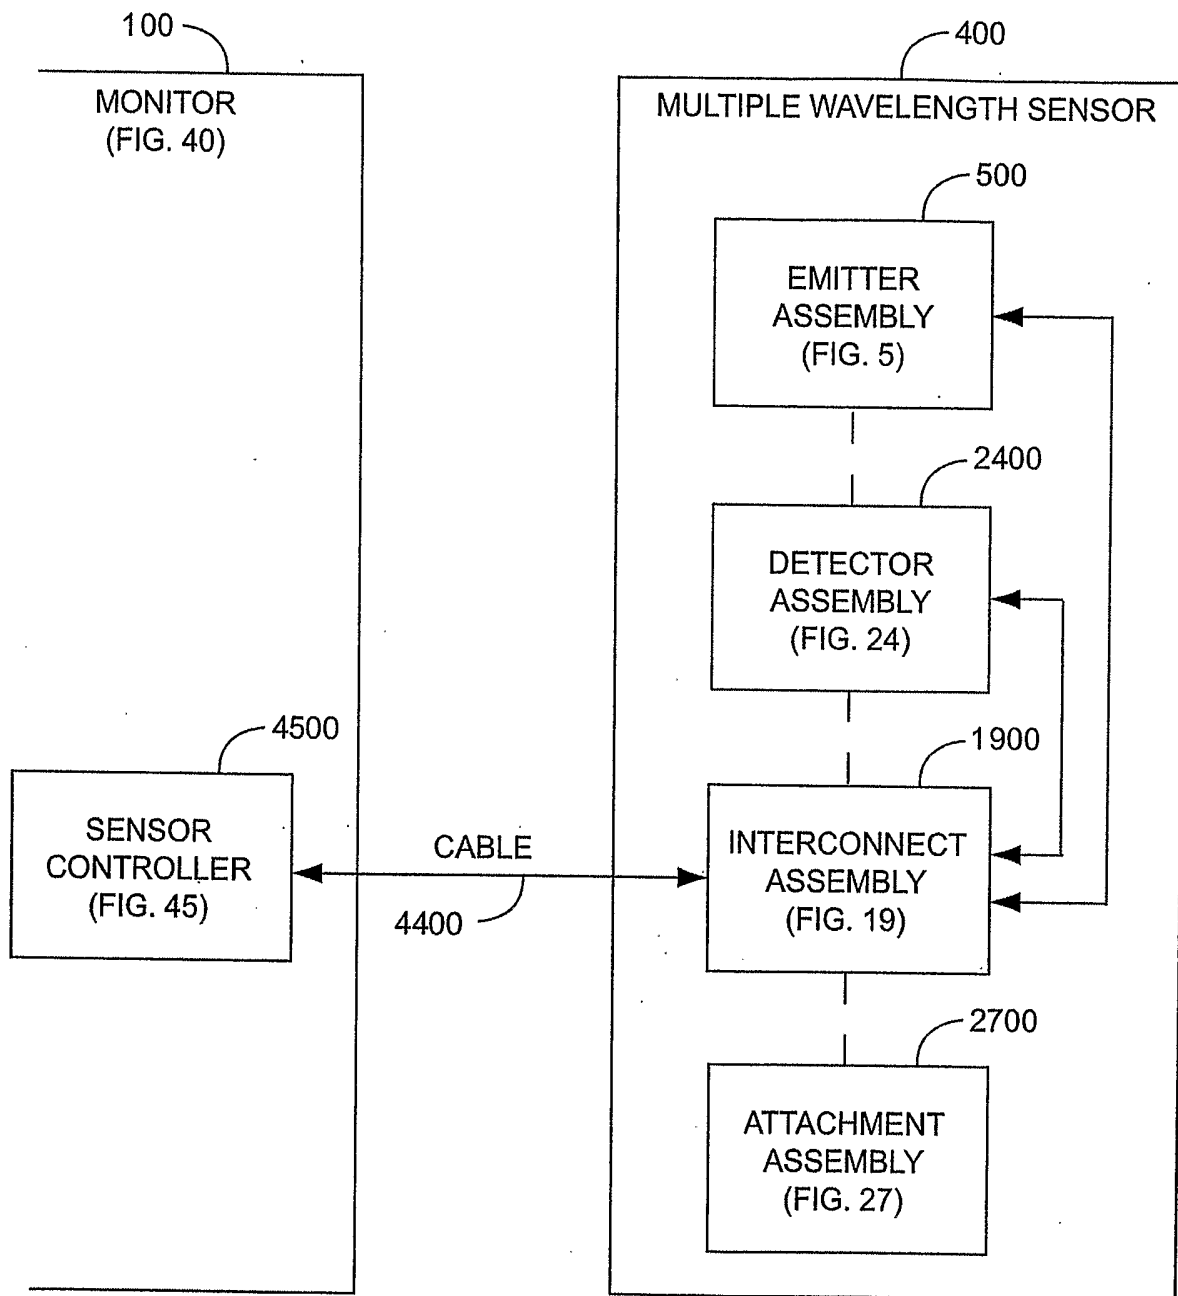 100
MONITOR
(FIG. 40)
400
MULTIPLE WAVELENGTH SENSOR
500
EMITTER
ASSEMBLY
(FIG. 5)
2400
DETECTOR
ASSEMBLY
(FIG. 24)
4500
SENSOR
CONTROLLER
(FIG. 45)
CABLE
4400
1900
INTERCONNECT
ASSEMBLY
(FIG. 19)
2700
ATTACHMENT
ASSEMBLY
(FIG. 27)